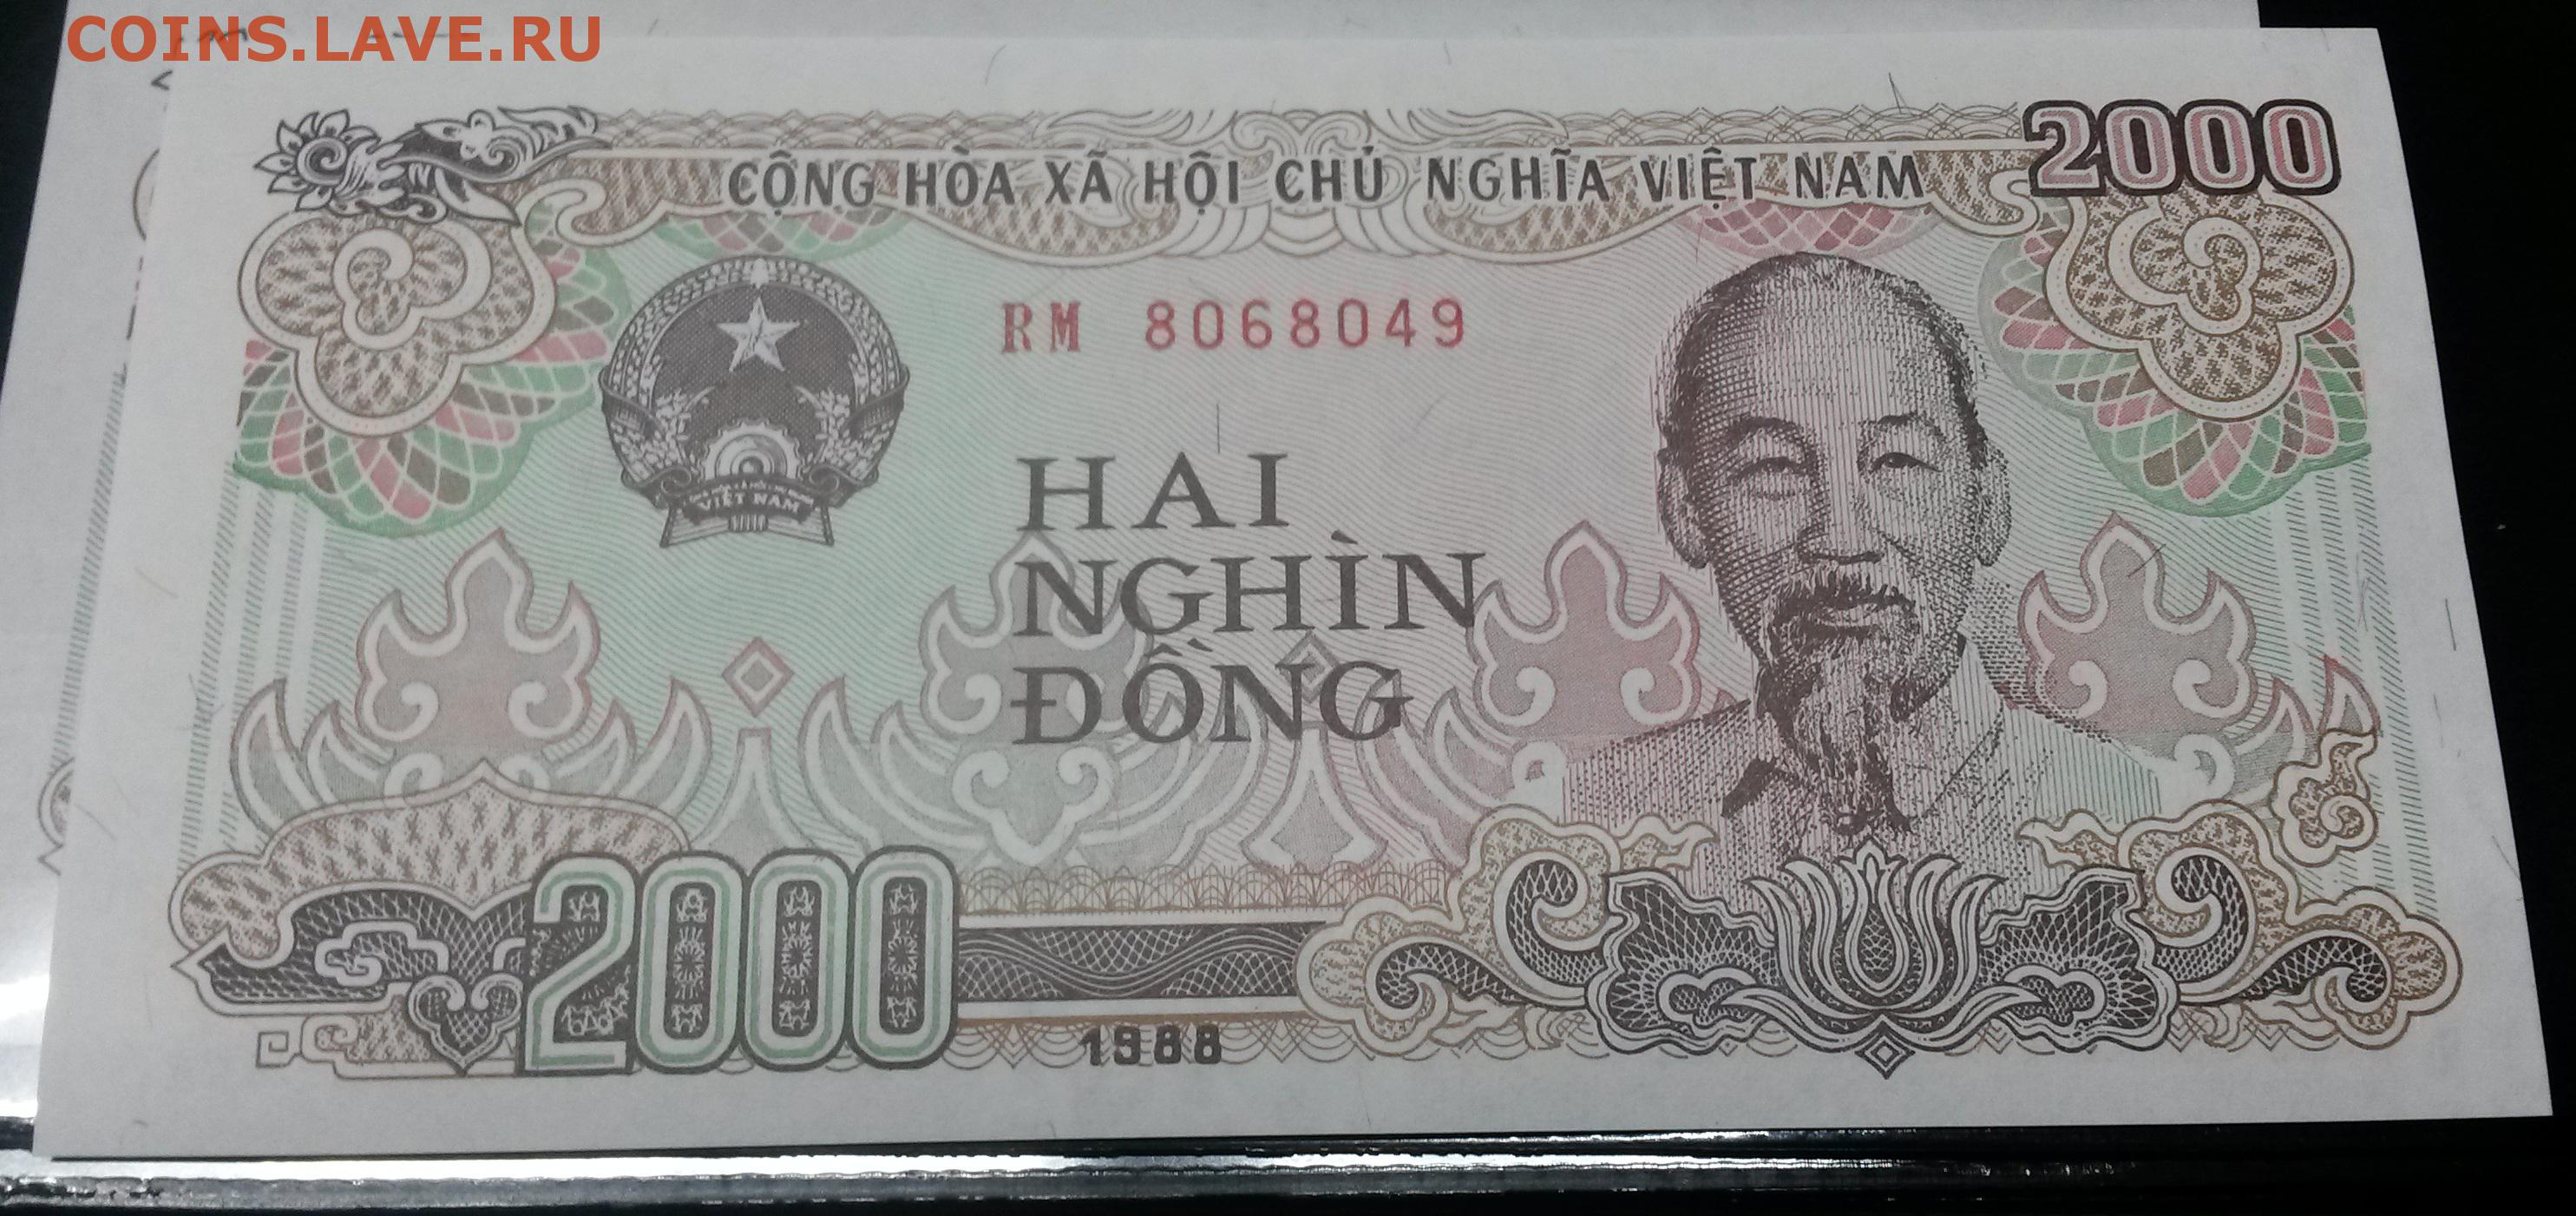 COINS.LAVE.RU
2000
CỘNG HÒA XÃ HỘI CHỦ NGHĨA VIỆT NAM
RM 8068049
VIỆT NAM
HAI
NGHÌN
ĐỒNG
2000
1988